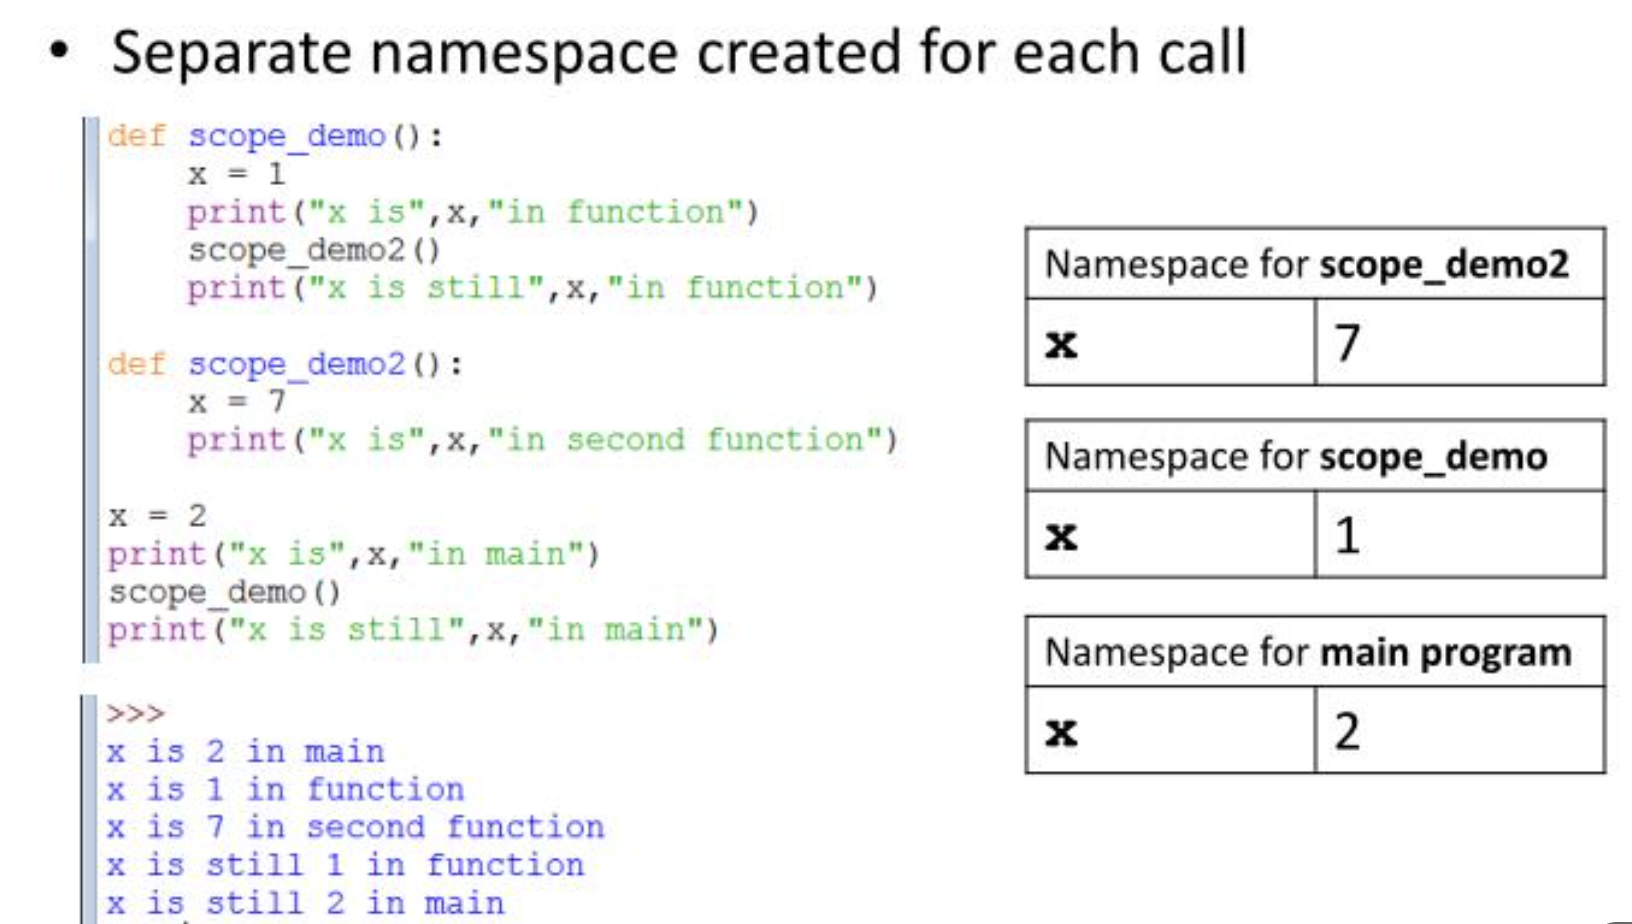 • Separate namespace created for each call
def scope_demo():
    x = 1
    print("x is",x,"in function")
    scope_demo2()
    print("x is still",x,"in function")
def scope_demo2():
    x = 7
    print("x is",x,"in second function")
x = 2
print("x is",x,"in main")
scope_demo()
print("x is still",x,"in main")
>>>
x is 2 in main
x is 1 in function
x is 7 in second function
x is still 1 in function
x is still 2 in main
Namespace for scope_demo2
x 7
Namespace for scope_demo
x 1
Namespace for main program
x 2